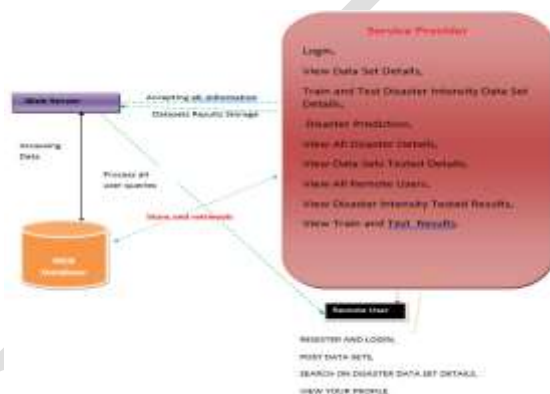 Service Provider
Login,
View Data Set Details,
Train and Test Disaster Intensity Data Set
Details,
Disaster Prediction,
View All Disaster Details,
View Data Sets Tested Details,
View All Remote Users,
View Disaster Intensity Tested Results,
View Train and Test Results
Web Server
Accepting all Information
Datasets Results Storage
Accessing
Data
Process all
user queries
Store and retrievals
WEB
Database
Remote User
REGISTER AND LOGIN,
POST DATA SETS,
SEARCH ON DISASTER DATA SET DETAILS,
VIEW YOUR PROFILE